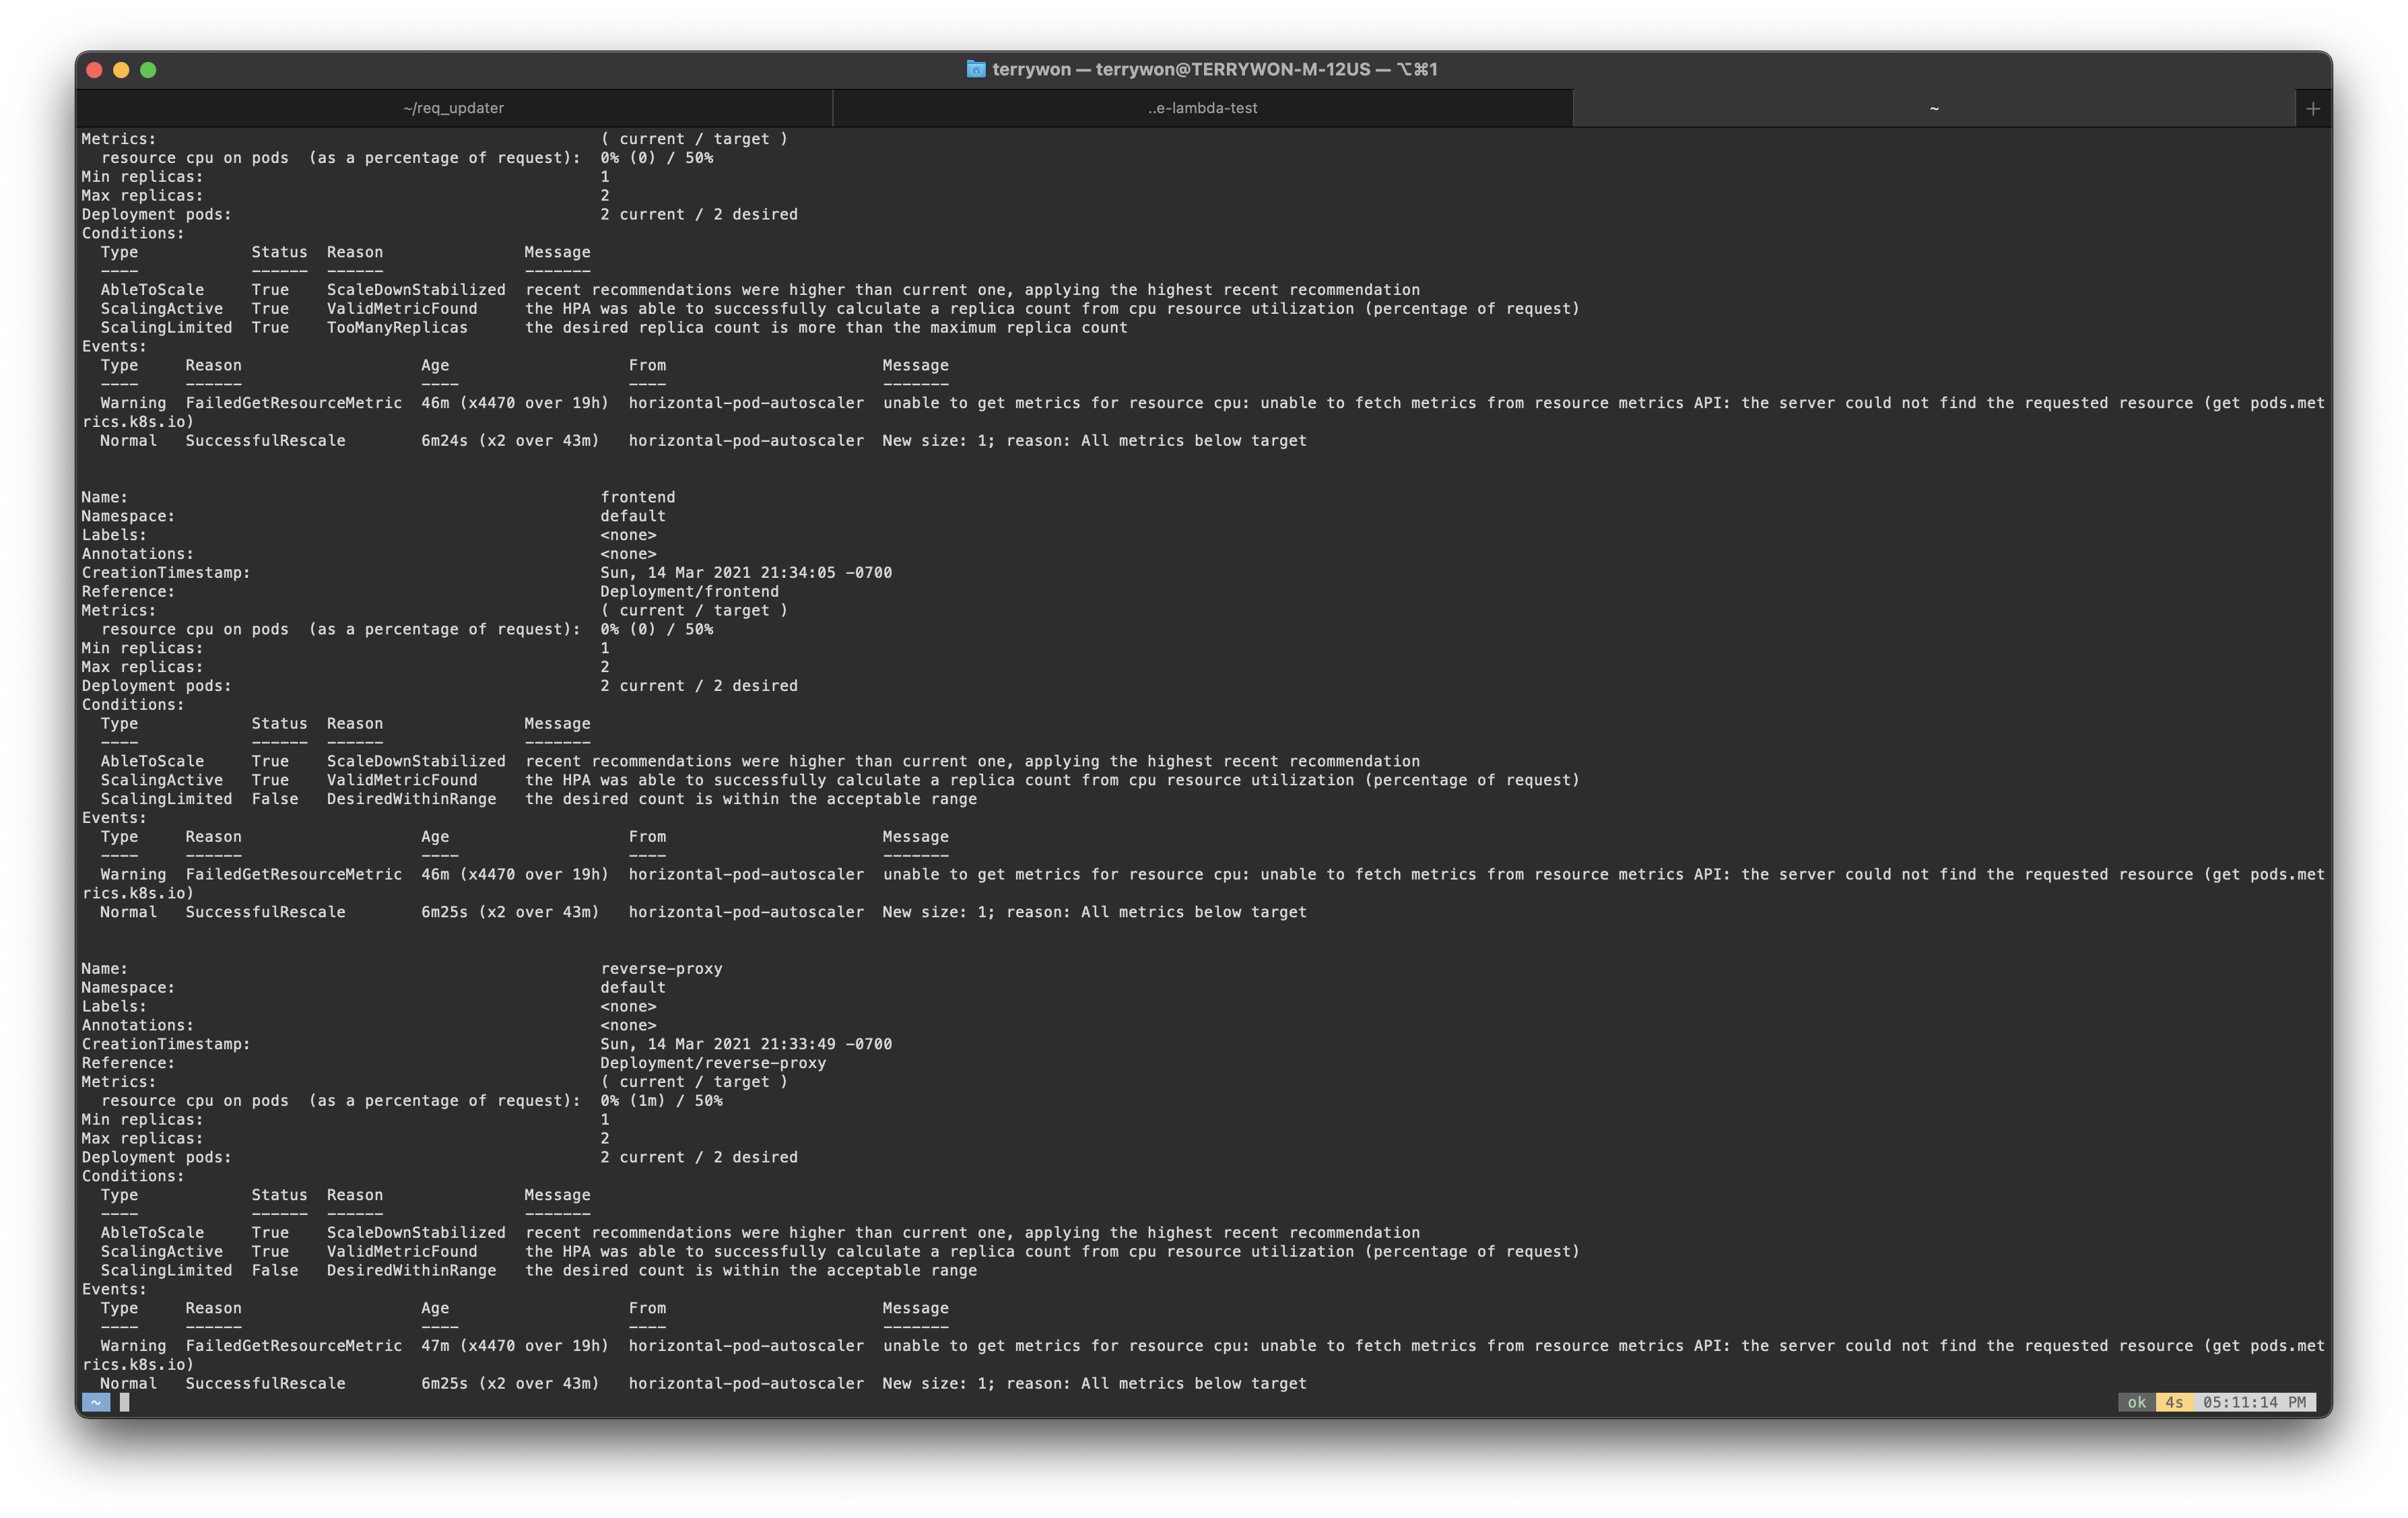 terrywon — terrywon@TERRYWON-M-12US — ⌥⌘1
~/req_updater ..e-lambda-test ~ +
Metrics: ( current / target )
resource cpu on pods (as a percentage of request): 0% (0) / 50%
Min replicas: 1
Max replicas: 2
Deployment pods: 2 current / 2 desired
Conditions:
Type Status Reason Message
---- ------ ------ -------
AbleToScale True ScaleDownStabilized recent recommendations were higher than current one, applying the highest recent recommendation
ScalingActive True ValidMetricFound the HPA was able to successfully calculate a replica count from cpu resource utilization (percentage of request)
ScalingLimited True TooManyReplicas the desired replica count is more than the maximum replica count
Events:
Type Reason Age From Message
---- ------ ---- ---- -------
Warning FailedGetResourceMetric 46m (x4470 over 19h) horizontal-pod-autoscaler unable to get metrics for resource cpu: unable to fetch metrics from resource metrics API: the server could not find the requested resource (get pods.met
rics.k8s.io)
Normal SuccessfulRescale 6m24s (x2 over 43m) horizontal-pod-autoscaler New size: 1; reason: All metrics below target
Name: frontend
Namespace: default
Labels: <none>
Annotations: <none>
CreationTimestamp: Sun, 14 Mar 2021 21:34:05 -0700
Reference: Deployment/frontend
Metrics: ( current / target )
resource cpu on pods (as a percentage of request): 0% (0) / 50%
Min replicas: 1
Max replicas: 2
Deployment pods: 2 current / 2 desired
Conditions:
Type Status Reason Message
---- ------ ------ -------
AbleToScale True ScaleDownStabilized recent recommendations were higher than current one, applying the highest recent recommendation
ScalingActive True ValidMetricFound the HPA was able to successfully calculate a replica count from cpu resource utilization (percentage of request)
ScalingLimited False DesiredWithinRange the desired count is within the acceptable range
Events:
Type Reason Age From Message
---- ------ ---- ---- -------
Warning FailedGetResourceMetric 46m (x4470 over 19h) horizontal-pod-autoscaler unable to get metrics for resource cpu: unable to fetch metrics from resource metrics API: the server could not find the requested resource (get pods.met
rics.k8s.io)
Normal SuccessfulRescale 6m25s (x2 over 43m) horizontal-pod-autoscaler New size: 1; reason: All metrics below target
Name: reverse-proxy
Namespace: default
Labels: <none>
Annotations: <none>
CreationTimestamp: Sun, 14 Mar 2021 21:33:49 -0700
Reference: Deployment/reverse-proxy
Metrics: ( current / target )
resource cpu on pods (as a percentage of request): 0% (1m) / 50%
Min replicas: 1
Max replicas: 2
Deployment pods: 2 current / 2 desired
Conditions:
Type Status Reason Message
---- ------ ------ -------
AbleToScale True ScaleDownStabilized recent recommendations were higher than current one, applying the highest recent recommendation
ScalingActive True ValidMetricFound the HPA was able to successfully calculate a replica count from cpu resource utilization (percentage of request)
ScalingLimited False DesiredWithinRange the desired count is within the acceptable range
Events:
Type Reason Age From Message
---- ------ ---- ---- -------
Warning FailedGetResourceMetric 47m (x4470 over 19h) horizontal-pod-autoscaler unable to get metrics for resource cpu: unable to fetch metrics from resource metrics API: the server could not find the requested resource (get pods.met
rics.k8s.io)
Normal SuccessfulRescale 6m25s (x2 over 43m) horizontal-pod-autoscaler New size: 1; reason: All metrics below target
~ ok 4s 05:11:14 PM